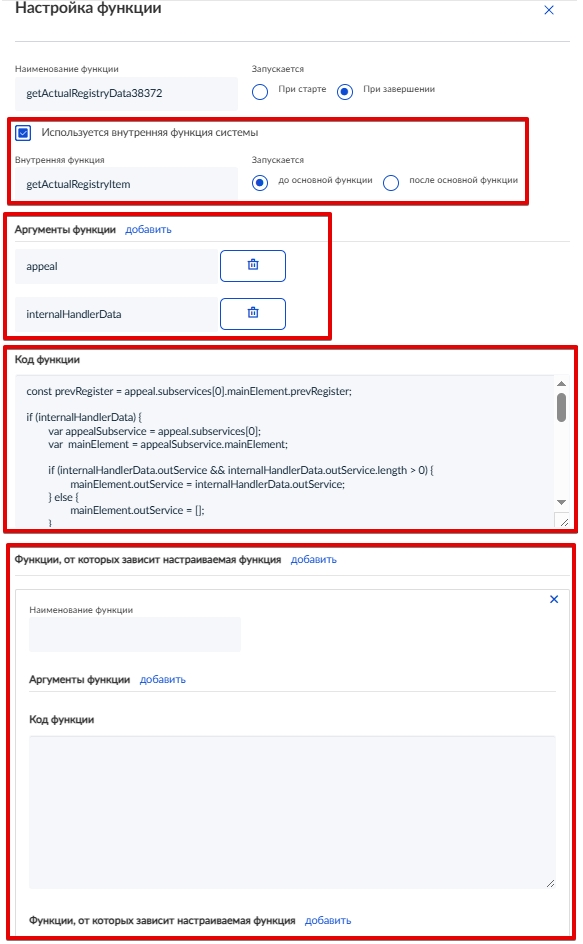 Настройка функции
Наименование функции
Запускается
getActualRegistryData38372
При старте
При завершении
Используется внутренняя функция системы
Внутренняя функция
Запускается
getActualRegistryItem
до основной функции
после основной функции
Аргументы функции добавить
appeal
internalHandlerData
Код функции
const prevRegister = appeal.subservices[0].mainElement.prevRegister;
if (internalHandlerData) {
var appealSubservice = appeal.subservices[0];
var mainElement = appealSubservice.mainElement;
if (internalHandlerData.outService && internalHandlerData.outService.length > 0) {
mainElement.outService = internalHandlerData.outService;
} else {
mainElement.outService = [];
}
Функции, от которых зависит настраиваемая функция добавить
Наименование функции
Аргументы функции добавить
Код функции
Функции, от которых зависит настраиваемая функция добавить